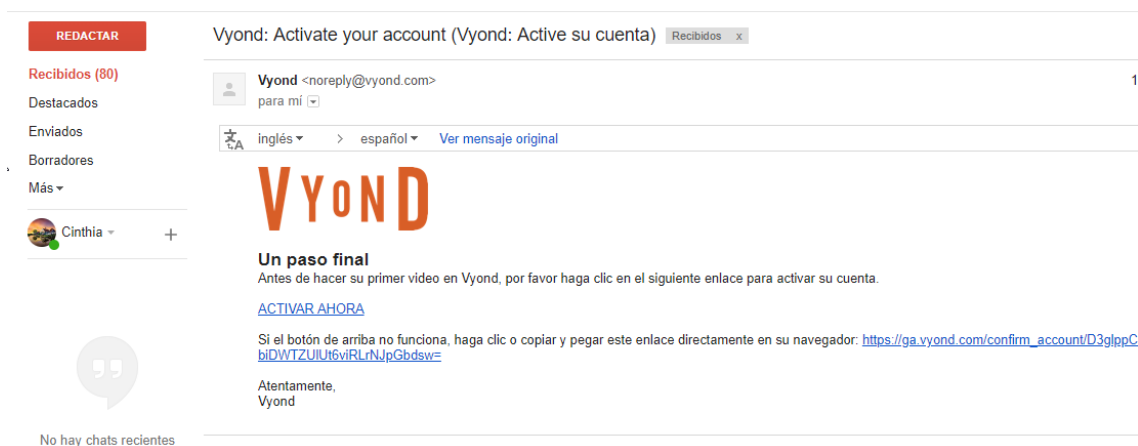 REDACTAR
Recibidos (80)
Destacados
Enviados
Borradores
Más
Cinthia
+
No hay chats recientes
Vyond: Activate your account (Vyond: Active su cuenta) Recibidos x
Vyond <noreply@vyond.com>
1
para mí
inglés > español Ver mensaje original
VYOND
Un paso final
Antes de hacer su primer video en Vyond, por favor haga clic en el siguiente enlace para activar su cuenta.
ACTIVAR AHORA
Si el botón de arriba no funciona, haga clic o copiar y pegar este enlace directamente en su navegador: https://ga.vyond.com/confirm_account/D3glppC
biDWTZUlUt6viRLrNJpGbdsw=
Atentamente,
Vyond